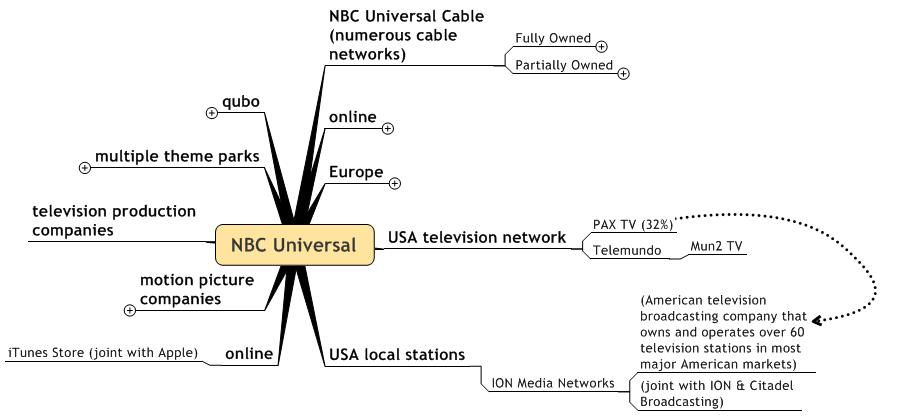 NBC Universal Cable
(numerous cable
networks)
Fully Owned
Partially Owned
qubo
online
multiple theme parks
Europe
television production
companies
NBC Universal
USA television network
PAX TV (32%)
Telemundo
Mun2 TV
motion picture
companies
(American television
broadcasting company that
owns and operates over 60
television stations in most
major American markets)
iTunes Store (joint with Apple)
online
USA local stations
ION Media Networks
(joint with ION & Citadel
Broadcasting)